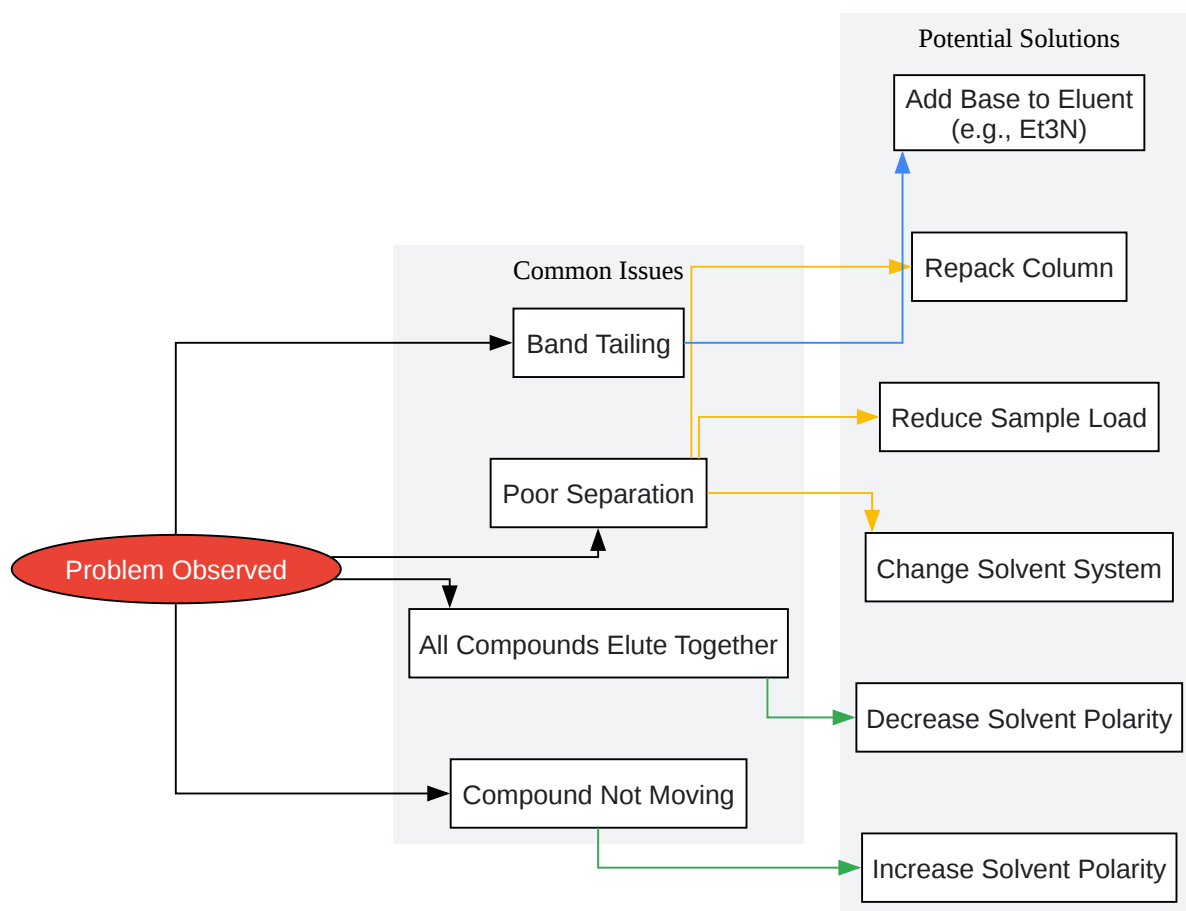 Problem Observed
Common Issues
Band Tailing
Poor Separation
All Compounds Elute Together
Compound Not Moving
Potential Solutions
Add Base to Eluent
(e.g., Et3N)
Repack Column
Reduce Sample Load
Change Solvent System
Decrease Solvent Polarity
Increase Solvent Polarity